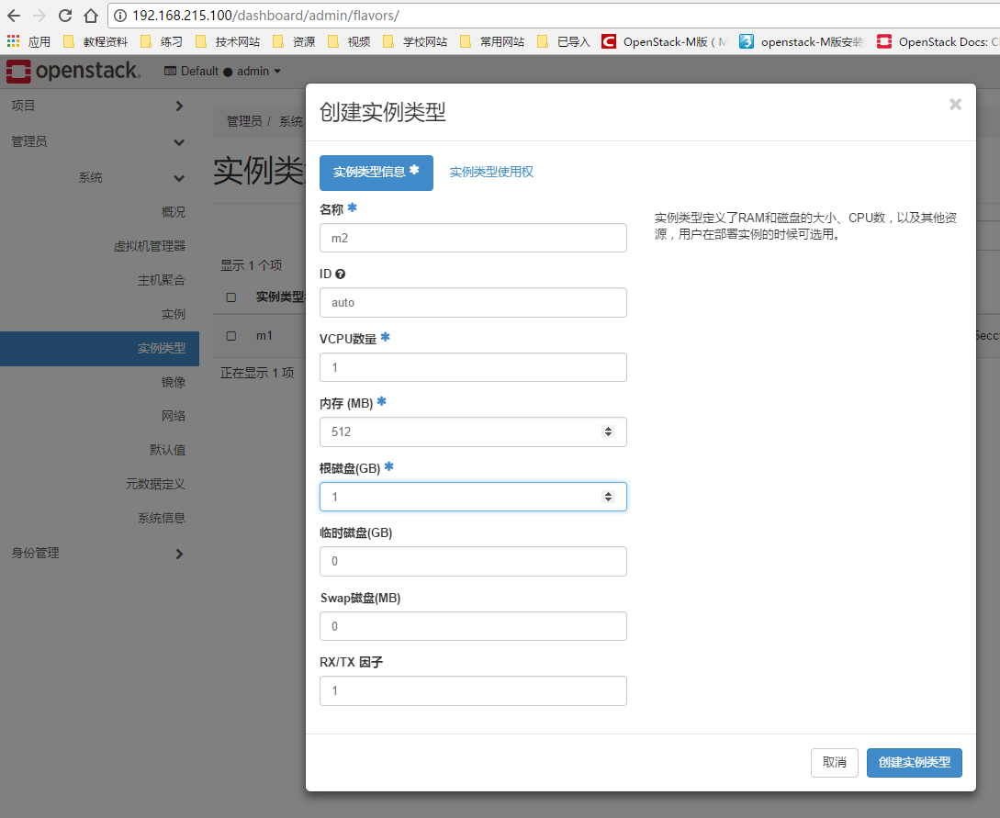 192.168.215.100/dashboard/admin/flavors/
应用 教程资料 练习 技术网站 资源 视频 学校网站 常用网站 已导入 OpenStack-M版 ( M openstack-M版安装 OpenStack Docs: C
openstack. Default admin
项目
管理员
系统
概况
虚拟机管理器
主机聚合
实例
实例类型
镜像
网络
默认值
元数据定义
系统信息
身份管理
管理员 / 系统
实例类
显示 1 个项
实例类型
m1
5ecc
正在显示 1 项
创建实例类型
×
实例类型信息 * 实例类型使用权
名称 *
m2
实例类型定义了RAM和磁盘的大小、CPU数，以及其他资
源，用户在部署实例的时候可选用。
ID ?
auto
VCPU数量 *
1
内存 (MB) *
512
根磁盘(GB) *
1
临时磁盘(GB)
0
Swap磁盘(MB)
0
RX/TX 因子
1
取消 创建实例类型